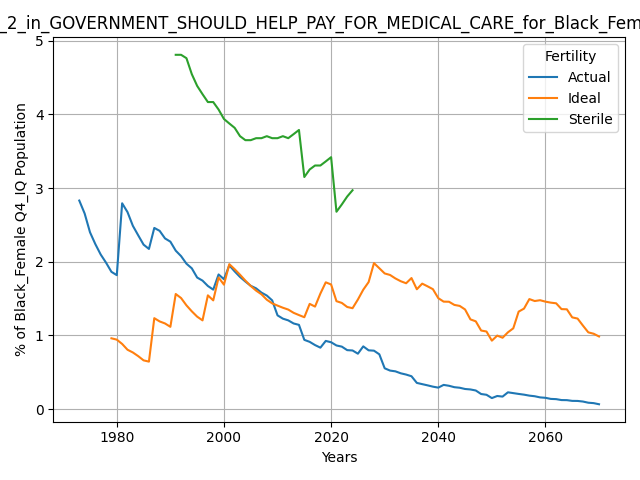 _2_in_GOVERNMENT_SHOULD_HELP_PAY_FOR_MEDICAL_CARE_for_Black_Fem
Fertility
Actual
Ideal
Sterile
% of Black_Female Q4_IQ Population
5
4
3
2
1
0
1980 2000 2020 2040 2060
Years